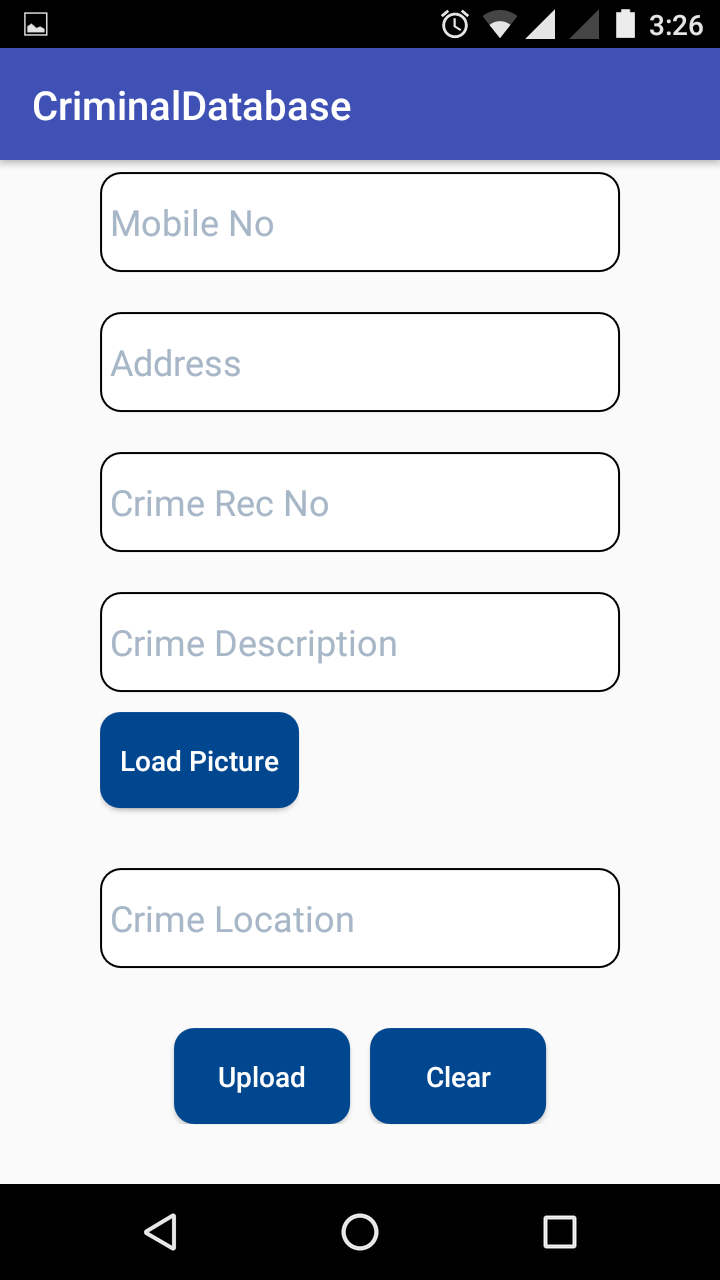 3:26
CriminalDatabase
Mobile No
Address
Crime Rec No
Crime Description
Load Picture
Crime Location
Upload Clear